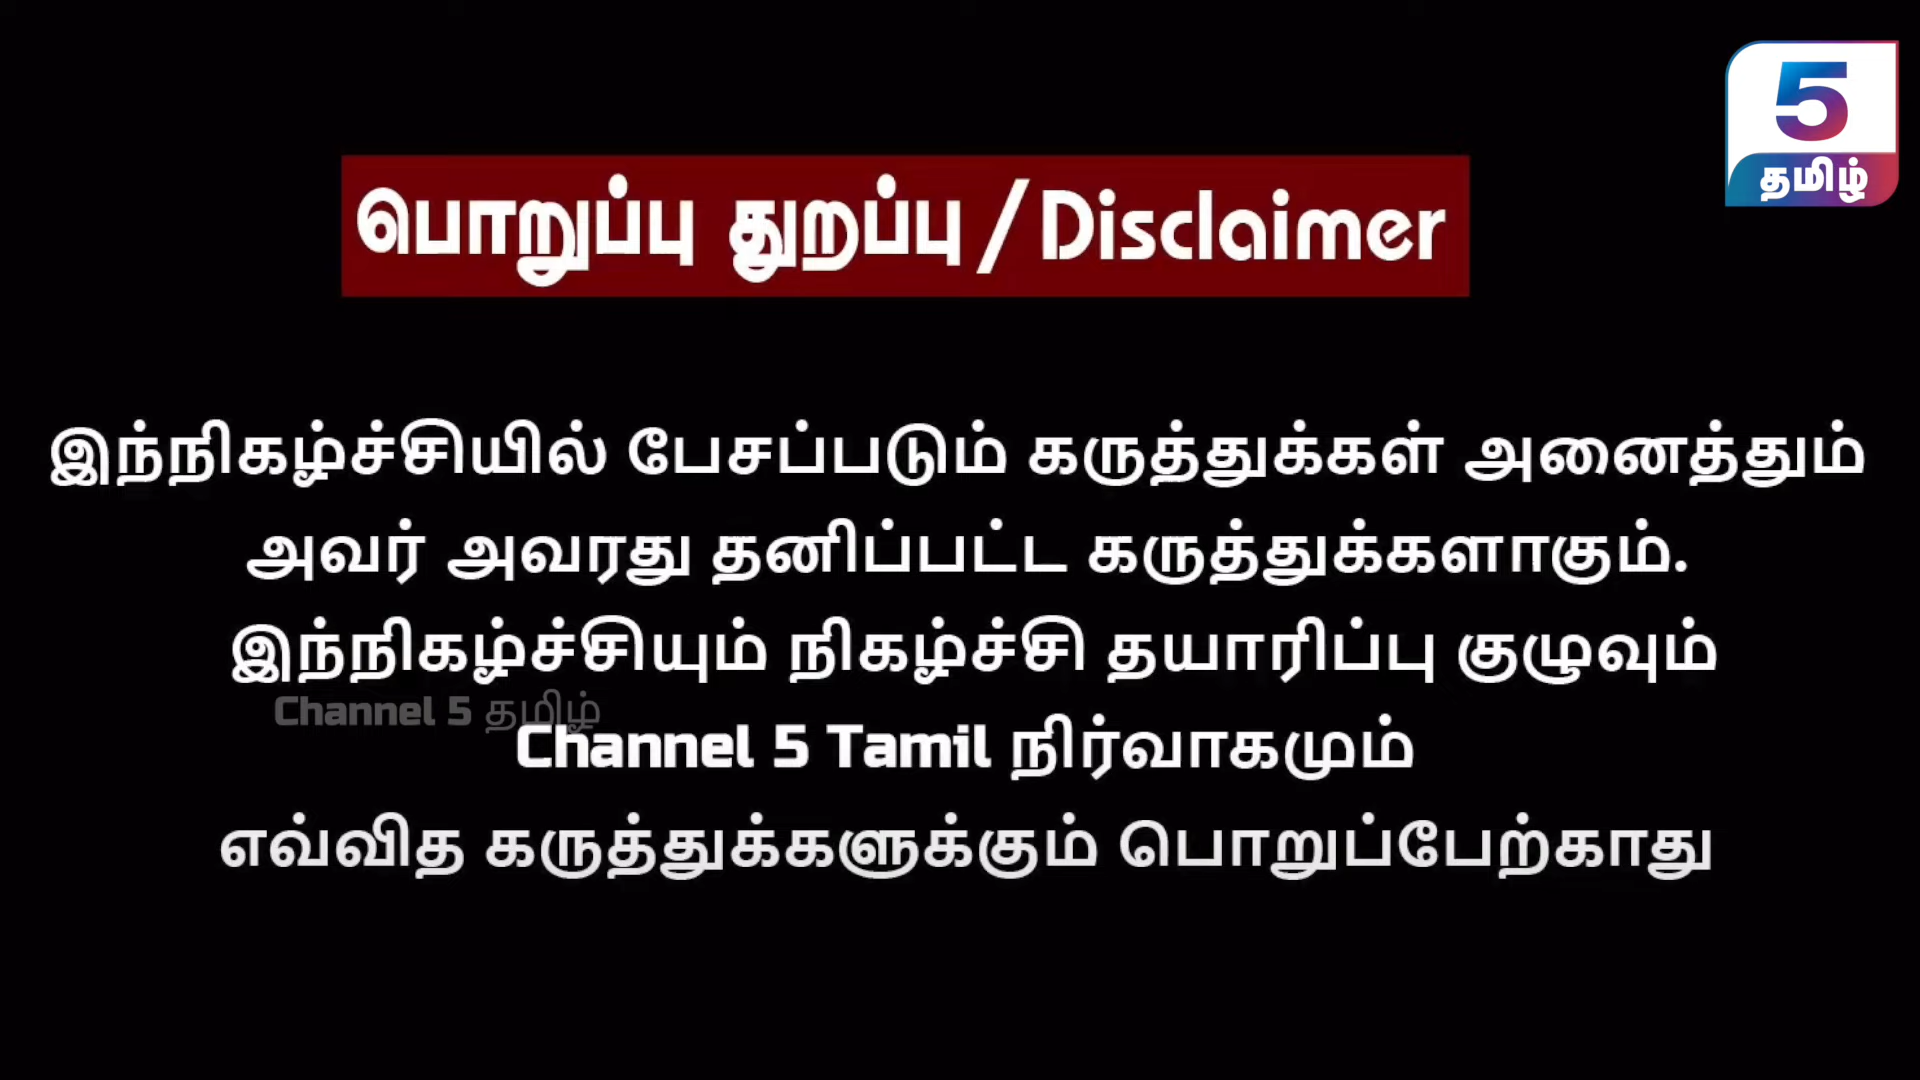 5
தமிழ்
பொறுப்பு துறப்பு / Disclaimer
இந்நிகழ்ச்சியில் பேசப்படும் கருத்துக்கள் அனைத்தும்
அவர் அவரது தனிப்பட்ட கருத்துக்களாகும்.
இந்நிகழ்ச்சியும் நிகழ்ச்சி தயாரிப்பு குழுவும்
Channel 5 தமிழ்
Channel 5 Tamil நிர்வாகமும்
எவ்வித கருத்துக்களுக்கும் பொறுப்பேற்காது